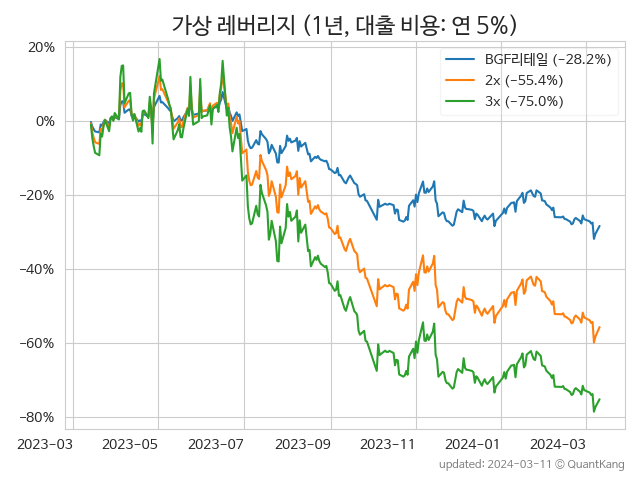 가상 레버리지 (1년, 대출 비용: 연 5%)
BGF리테일 (−28.2%)
2x (−55.4%)
3x (−75.0%)
20%
0%
−20%
−40%
−60%
−80%
2023-03 2023-05 2023-07 2023-09 2023-11 2024-01 2024-03
updated: 2024-03-11 © QuantKang